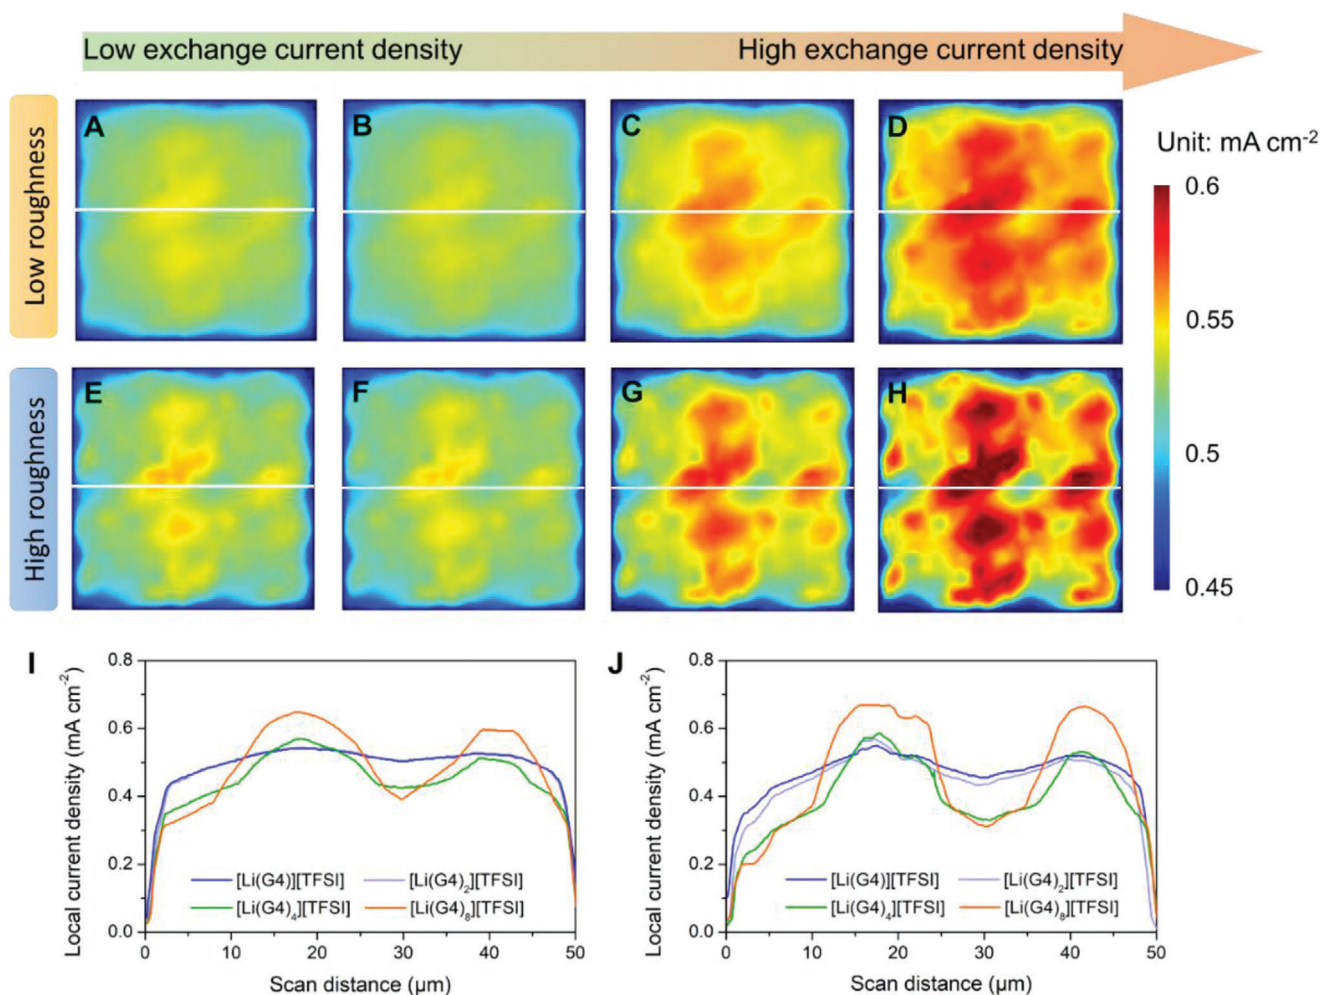 Low exchange current density
High exchange current density
Low roughness
A
B
C
D
Unit: mA cm-2
0.6
0.55
0.5
0.45
High roughness
E
F
G
H
I
Local current density (mA cm-2)
0.8
0.6
0.4
0.2
0.0
[Li(G4)][TFSI]
[Li(G4)2][TFSI]
[Li(G4)4][TFSI]
[Li(G4)8][TFSI]
0
10
20
30
40
50
Scan distance (µm)
J
Local current density (mA cm-2)
0.8
0.6
0.4
0.2
0.0
[Li(G4)][TFSI]
[Li(G4)2][TFSI]
[Li(G4)4][TFSI]
[Li(G4)8][TFSI]
0
10
20
30
40
50
Scan distance (µm)